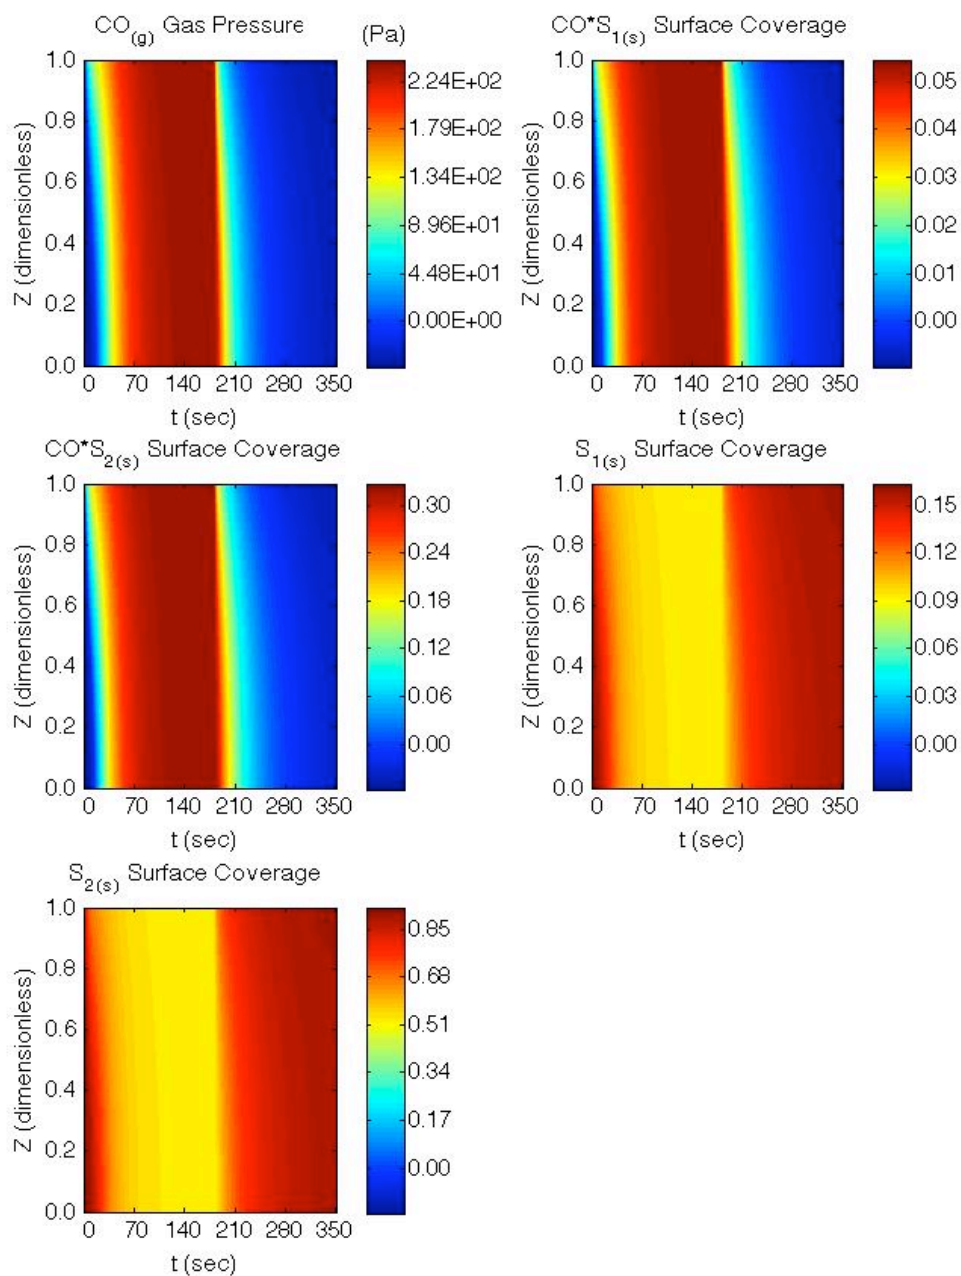 CO(g) Gas Pressure (Pa)
1.0
0.8
0.6
0.4
0.2
0.0
Z (dimensionless)
0 70 140 210 280 350
t (sec)
2.24E+02
1.79E+02
1.34E+02
8.96E+01
4.48E+01
0.00E+00
CO*S1(s) Surface Coverage
1.0
0.8
0.6
0.4
0.2
0.0
Z (dimensionless)
0 70 140 210 280 350
t (sec)
0.05
0.04
0.03
0.02
0.01
0.00
CO*S2(s) Surface Coverage
1.0
0.8
0.6
0.4
0.2
0.0
Z (dimensionless)
0 70 140 210 280 350
t (sec)
0.30
0.24
0.18
0.12
0.06
0.00
S1(s) Surface Coverage
1.0
0.8
0.6
0.4
0.2
0.0
Z (dimensionless)
0 70 140 210 280 350
t (sec)
0.15
0.12
0.09
0.06
0.03
0.00
S2(s) Surface Coverage
1.0
0.8
0.6
0.4
0.2
0.0
Z (dimensionless)
0 70 140 210 280 350
t (sec)
0.85
0.68
0.51
0.34
0.17
0.00